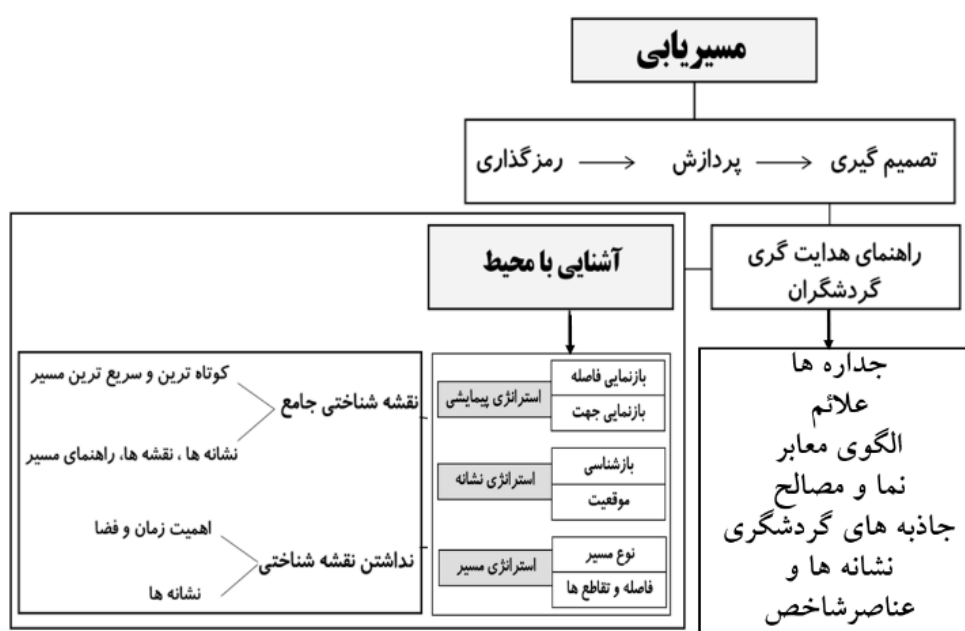 مسیریابی
تصمیم گیری
پردازش
رمزگذاری
راهنمای هدایت گری
گردشگران
جداره ها
علائم
الگوی معابر
نما و مصالح
جاذبه های گردشگری
نشانه ها و
عناصرشاخص
آشنایی با محیط
بازنمایی فاصله
بازنمایی جهت
استراتژی پیمایشی
بازشناسی
موقعیت
استراتژی نشانه
نوع مسیر
فاصله و تقاطع ها
استراتژی مسیر
نقشه شناختی جامع
کوتاه ترین و سریع ترین مسیر
نشانه ها ، نقشه ها، راهنمای مسیر
نداشتن نقشه شناختی
اهمیت زمان و فضا
نشانه ها